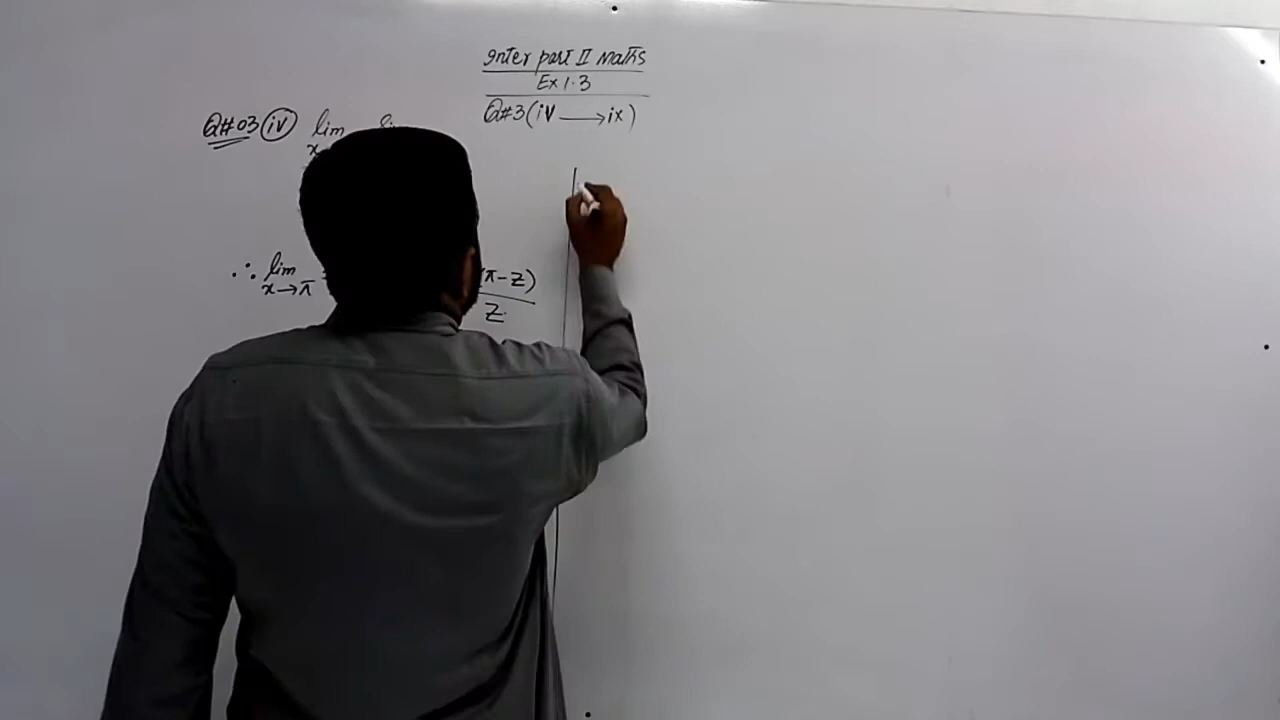 Inter part II Maths
Ex 1.3
Q#3(iv ⟶ ix)
Q#03 (iv) lim
x
∴ lim (π-z)
x→π z